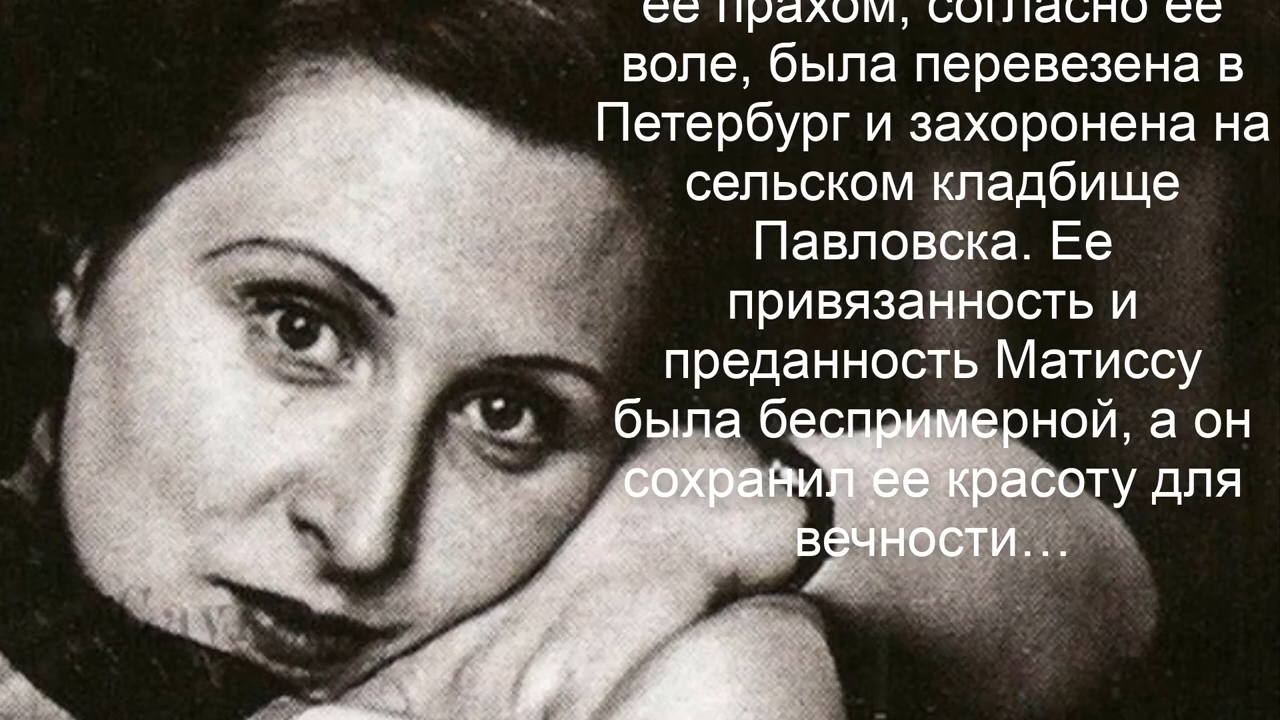 ее прахом, согласно ее
воле, была перевезена в
Петербург и захоронена на
сельском кладбище
Павловска. Ее
привязанность и
преданность Матиссу
была беспримерной, а он
сохранил ее красоту для
вечности…